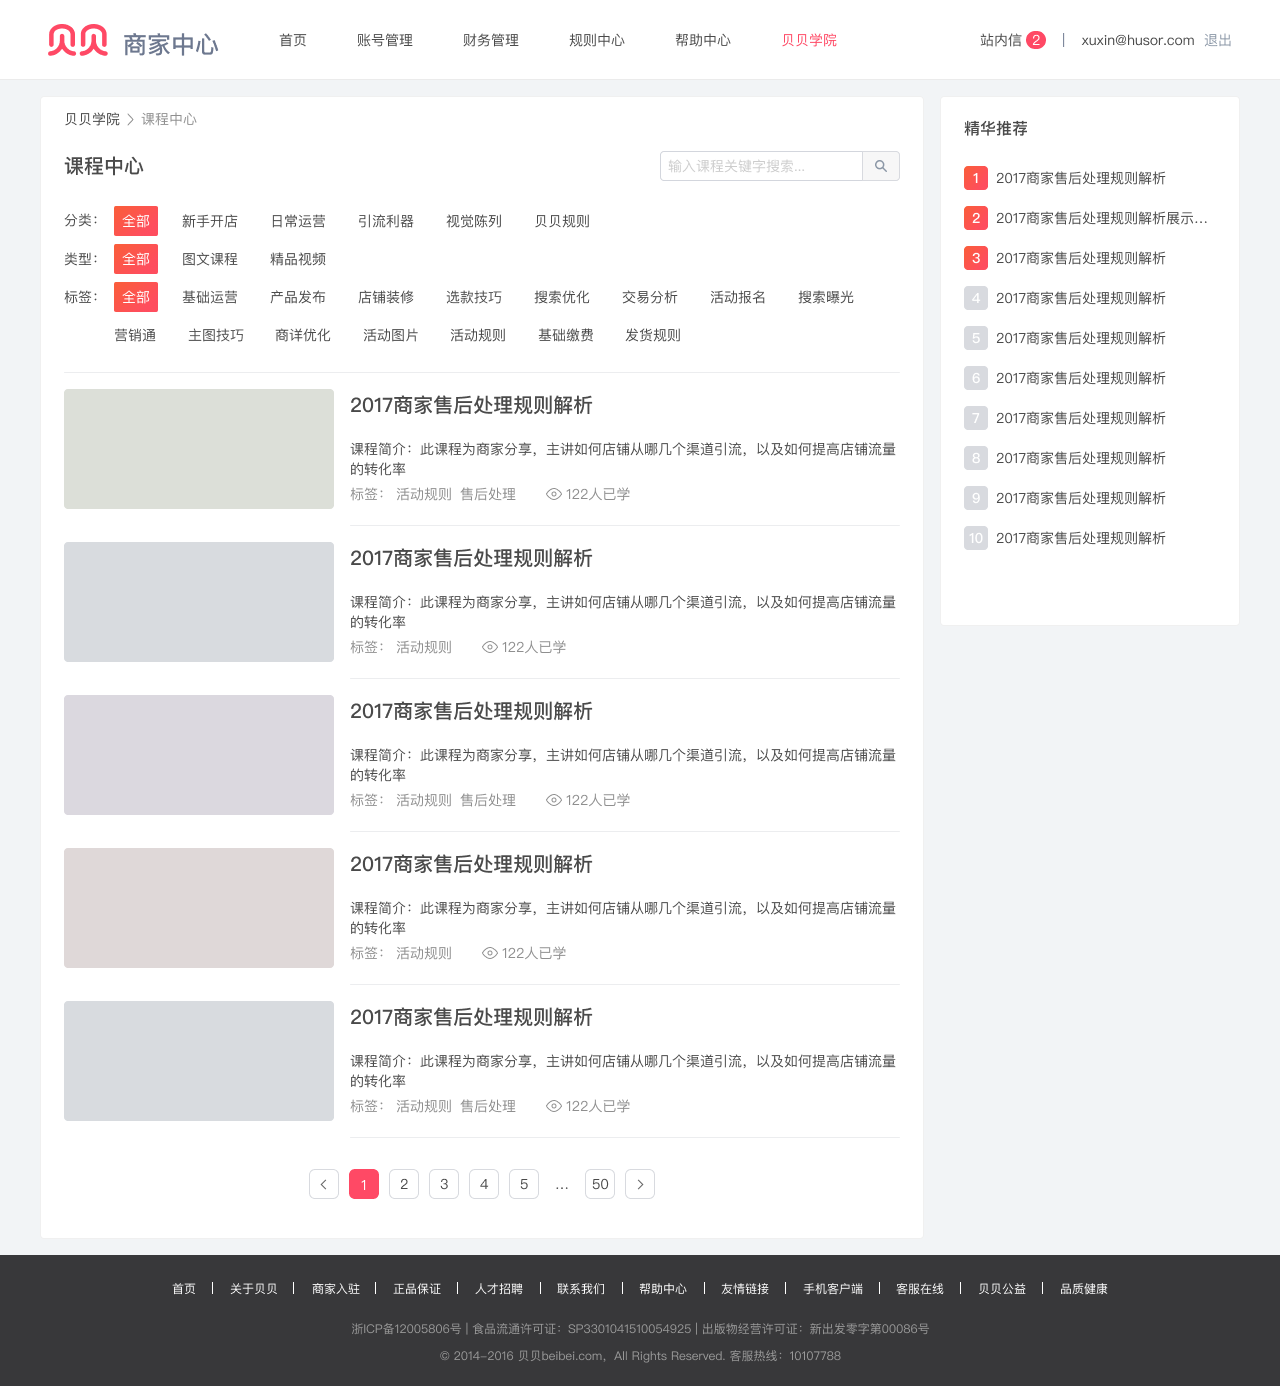 贝贝 商家中心 首页 账号管理 财务管理 规则中心 帮助中心 贝贝学院 站内信 2 | xuxin@husor.com 退出
贝贝学院 > 课程中心
课程中心
输入课程关键字搜索...
分类： 全部 新手开店 日常运营 引流利器 视觉陈列 贝贝规则
类型： 全部 图文课程 精品视频
标签： 全部 基础运营 产品发布 店铺装修 选款技巧 搜索优化 交易分析 活动报名 搜索曝光
营销通 主图技巧 商详优化 活动图片 活动规则 基础缴费 发货规则
2017商家售后处理规则解析
课程简介：此课程为商家分享，主讲如何店铺从哪几个渠道引流，以及如何提高店铺流量
的转化率
标签： 活动规则 售后处理 122人已学
2017商家售后处理规则解析
课程简介：此课程为商家分享，主讲如何店铺从哪几个渠道引流，以及如何提高店铺流量
的转化率
标签： 活动规则 122人已学
2017商家售后处理规则解析
课程简介：此课程为商家分享，主讲如何店铺从哪几个渠道引流，以及如何提高店铺流量
的转化率
标签： 活动规则 售后处理 122人已学
2017商家售后处理规则解析
课程简介：此课程为商家分享，主讲如何店铺从哪几个渠道引流，以及如何提高店铺流量
的转化率
标签： 活动规则 122人已学
2017商家售后处理规则解析
课程简介：此课程为商家分享，主讲如何店铺从哪几个渠道引流，以及如何提高店铺流量
的转化率
标签： 活动规则 售后处理 122人已学
< 1 2 3 4 5 ... 50 >
精华推荐
1 2017商家售后处理规则解析
2 2017商家售后处理规则解析展示...
3 2017商家售后处理规则解析
4 2017商家售后处理规则解析
5 2017商家售后处理规则解析
6 2017商家售后处理规则解析
7 2017商家售后处理规则解析
8 2017商家售后处理规则解析
9 2017商家售后处理规则解析
10 2017商家售后处理规则解析
首页 | 关于贝贝 | 商家入驻 | 正品保证 | 人才招聘 | 联系我们 | 帮助中心 | 友情链接 | 手机客户端 | 客服在线 | 贝贝公益 | 品质健康
浙ICP备12005806号 | 食品流通许可证：SP3301041510054925 | 出版物经营许可证：新出发零字第00086号
© 2014-2016 贝贝beibei.com，All Rights Reserved. 客服热线：10107788